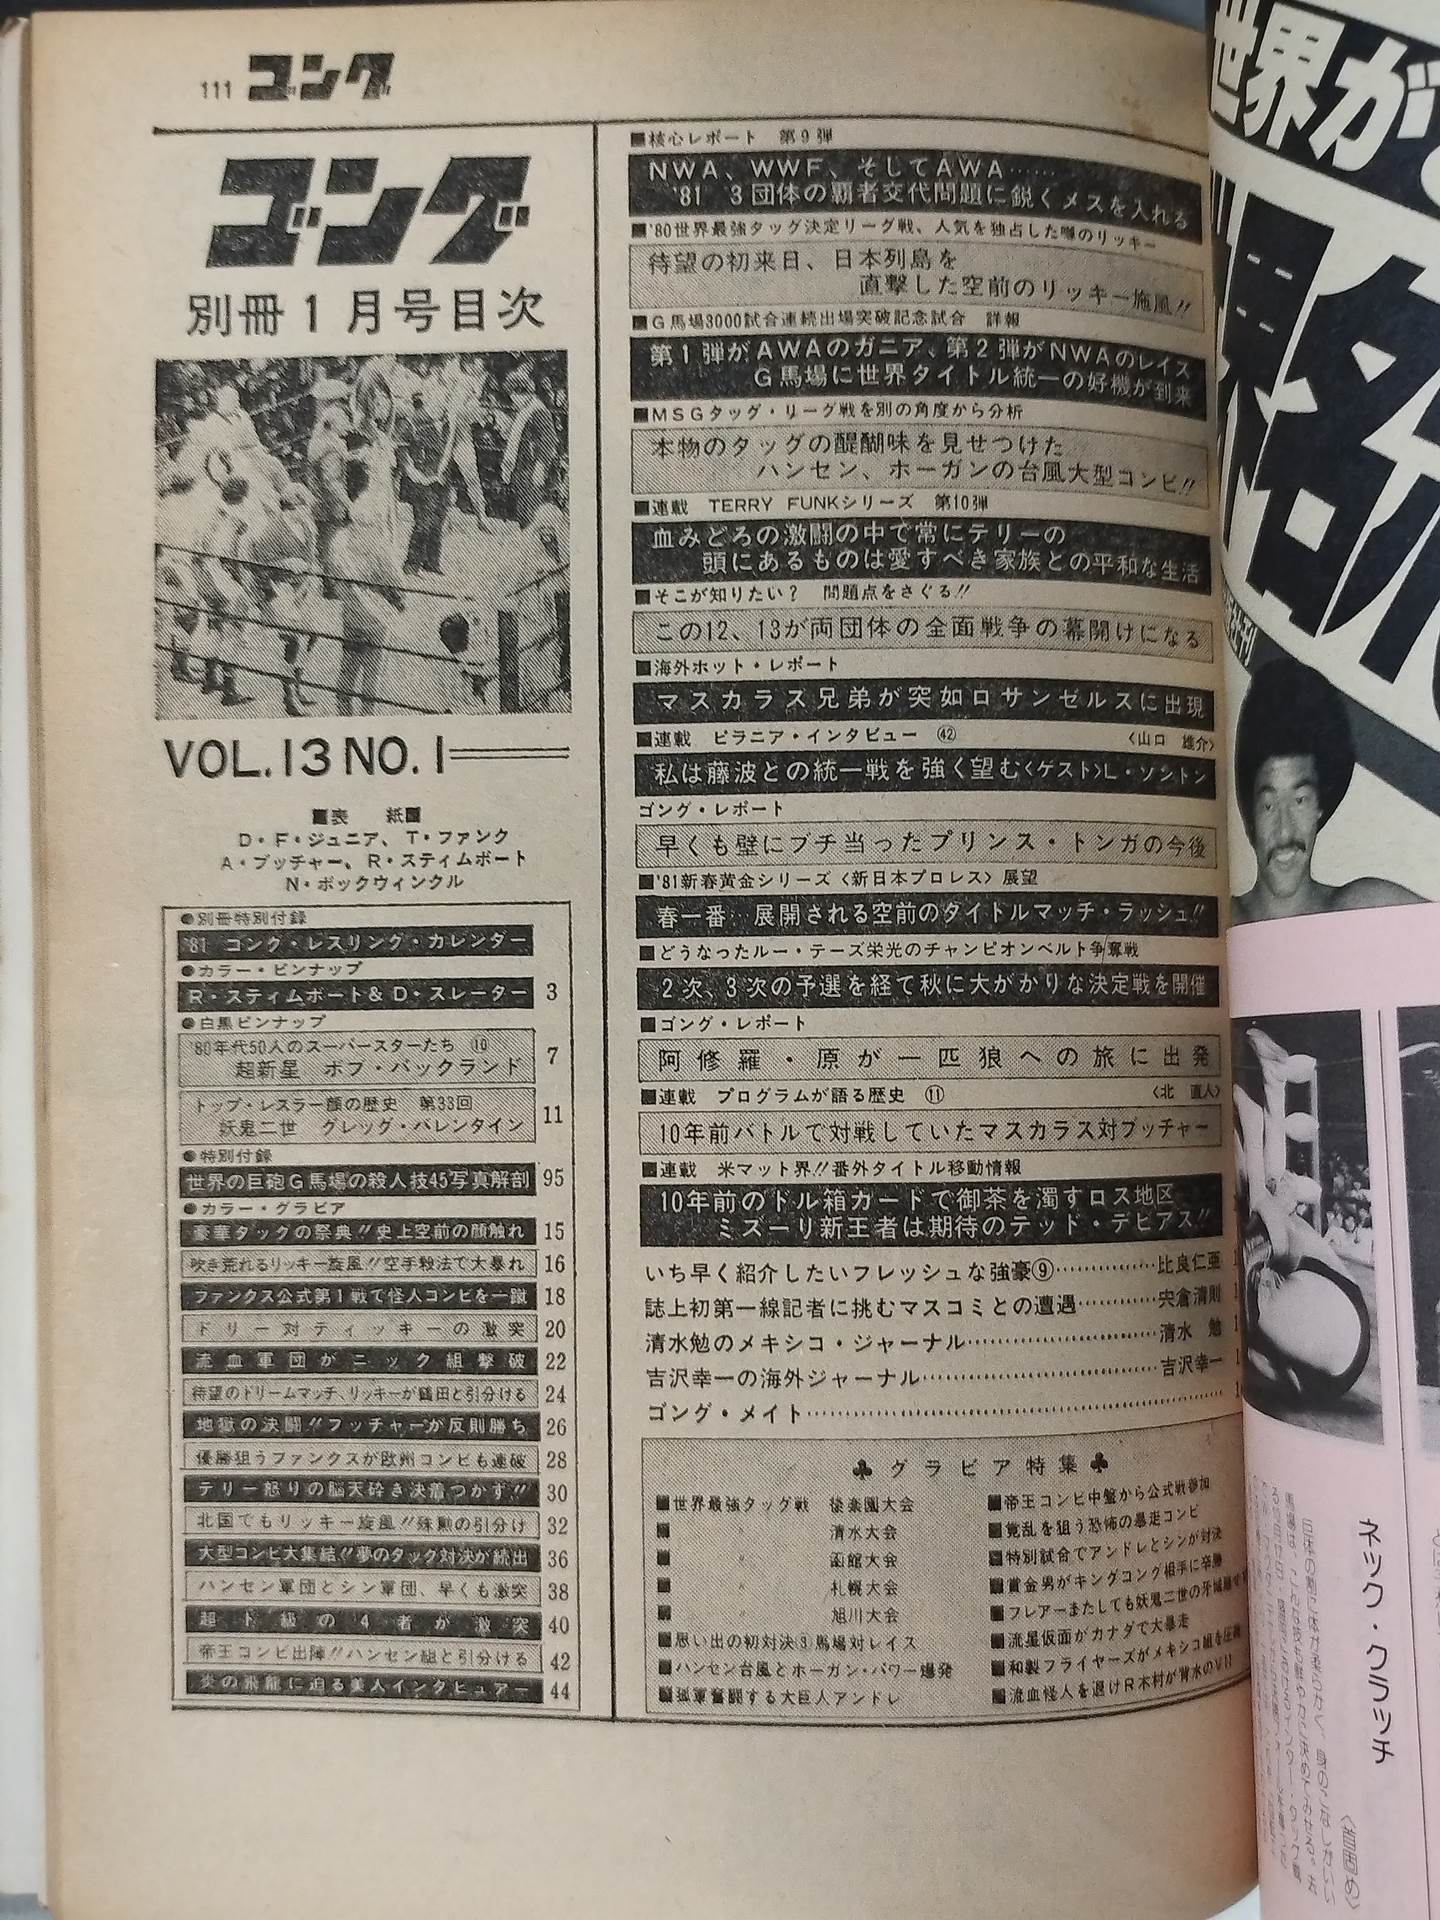 111 ゴング
ゴング
別冊1月号目次
VOL.13 NO.1
■表 紙■
D・F・ジュニア、T・ファンク
A・ブッチャー、R・スティムボート
N・ボックウィンクル
●別冊特別付録
'81 ゴング・レスリング・カレンダー
●カラー・ピンナップ
R・スティムボート&D・スレーター 3
●白黒ピンナップ
'80年代50人のスーパースターたち ⑩
超新星 ボブ・バックランド 7
トップ・レスラー顔の歴史 第33回
妖鬼二世 グレッグ・バレンタイン 11
●特別付録
世界の巨砲G馬場の殺人技45写真解剖 95
●カラー・グラビア
豪華タッグの祭典!!史上空前の顔触れ 15
吹き荒れるリッキー旋風!!空手殺法で大暴れ 16
ファンクス公式第1戦で怪人コンビを一蹴 18
ドリー対ティッキーの激突 20
流血軍団がニック組撃破 22
待望のドリームマッチ、リッキーが鶴田と引分ける 24
地獄の決闘!!ブッチャーが反則勝ち 26
優勝狙うファンクスが欧州コンビも連破 28
テリー怒りの脳天砕き決着つかず!! 30
北国でもリッキー旋風!!殊勲の引分け 32
大型コンビ大集結!!夢のタッグ対決が続出 36
ハンセン軍団とシン軍団、早くも激突 38
超ド級の4者が激突 40
帝王コンビ出陣!!ハンセン組と引分ける 42
炎の飛龍に迫る美人インタビュアー 44
■核心レポート 第9弾
NWA、WWF、そしてAWA……
'81 3団体の覇者交代問題に鋭くメスを入れる
■'80世界最強タッグ決定リーグ戦、人気を独占した噂のリッキー
待望の初来日、日本列島を
直撃した空前のリッキー旋風!!
■G馬場3000試合連続出場突破記念試合 詳報
第1弾がAWAのガニア、第2弾がNWAのレイス
G馬場に世界タイトル統一の好機が到来
■MSGタッグ・リーグ戦を別の角度から分析
本物のタッグの醍醐味を見せつけた
ハンセン、ホーガンの台風大型コンビ!!
■連載 TERRY FUNKシリーズ 第10弾
血みどろの激闘の中で常にテリーの
頭にあるものは愛すべき家族との平和な生活
■そこが知りたい? 問題点をさぐる!!
この12、13が両団体の全面戦争の幕開けになる
■海外ホット・レポート
マスカラス兄弟が突如ロサンゼルスに出現
■連載 ピラニア・インタビュー ㊷ 〈山口 雄介〉
私は藤波との統一戦を強く望む〈ゲスト〉L・ソントン
ゴング・レポート
早くも壁にブチ当ったプリンス・トンガの今後
■'81新春黄金シリーズ〈新日本プロレス〉展望
春一番 展開される空前のタイトルマッチ・ラッシュ!!
■どうなったルー・テーズ栄光のチャンピオンベルト争奪戦
2次、3次の予選を経て秋に大がかりな決定戦を開催
■ゴング・レポート
阿修羅・原が一匹狼への旅に出発
■連載 プログラムが語る歴史 ⑪ 〈北 直人〉
10年前バトルで対戦していたマスカラス対ブッチャー
■連載 米マット界!!番外タイトル移動情報
10年前のドル箱カードで御茶を濁すロス地区
ミズーリ新王者は期待のテッド・デビアス!!
いち早く紹介したいフレッシュな強豪⑨……………比良仁亜
誌上初第一線記者に挑むマスコミとの遭遇…………宍倉清則
清水勉のメキシコ・ジャーナル………………………清水 勉
吉沢幸一の海外ジャーナル……………………………吉沢幸一
ゴング・メイト………………………………………………
♣グラビア特集♣
■世界最強タッグ戦 後楽園大会
■ 清水大会
■ 函館大会
■ 札幌大会
■ 旭川大会
■思い出の初対決③馬場対レイス
■ハンセン台風とホーガン・パワー爆発
■孤軍奮闘する大巨人アンドレ
■帝王コンビ中盤から公式戦参加
■覚乱を狙う恐怖の暴走コンビ
■特別試合でアンドレとシンが対決
■賞金男がキングコング相手に卒勝
■フレアーまたしても妖鬼二世の牙城
■流星仮面がカナダで大暴走
■和製フライヤーズがメキシコ組を圧
■流血怪人を退けR木村が背水のV11
世界が
ネック・クラッチ
〈首固め〉